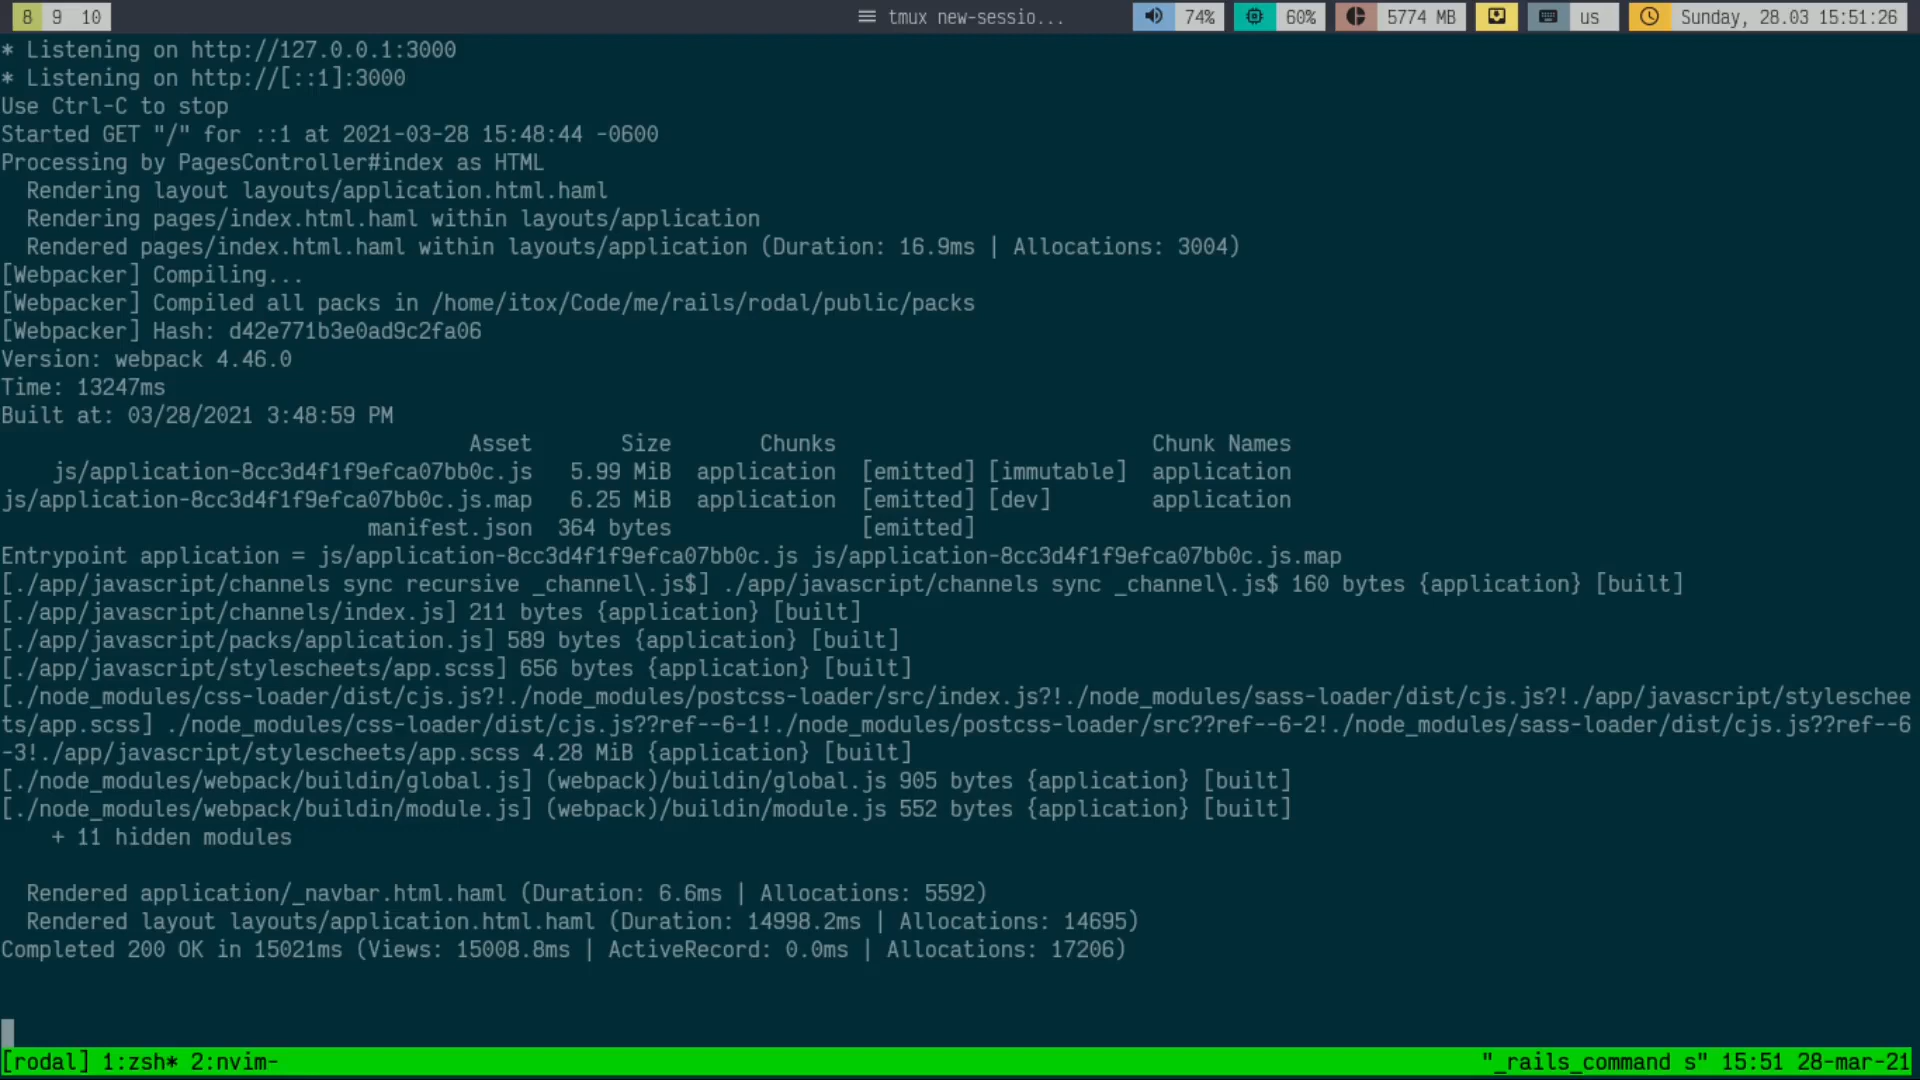 8 9 10 tmux new-sessio... 74% 60% 5774 MB us Sunday, 28.03 15:51:26
* Listening on http://127.0.0.1:3000
* Listening on http://[::1]:3000
Use Ctrl-C to stop
Started GET "/" for ::1 at 2021-03-28 15:48:44 -0600
Processing by PagesController#index as HTML
  Rendering layout layouts/application.html.haml
  Rendering pages/index.html.haml within layouts/application
  Rendered pages/index.html.haml within layouts/application (Duration: 16.9ms | Allocations: 3004)
[Webpacker] Compiling...
[Webpacker] Compiled all packs in /home/itox/Code/me/rails/rodal/public/packs
[Webpacker] Hash: d42e771b3e0ad9c2fa06
Version: webpack 4.46.0
Time: 13247ms
Built at: 03/28/2021 3:48:59 PM
Asset Size Chunks Chunk Names
js/application-8cc3d4f1f9efca07bb0c.js 5.99 MiB application [emitted] [immutable] application
js/application-8cc3d4f1f9efca07bb0c.js.map 6.25 MiB application [emitted] [dev] application
manifest.json 364 bytes [emitted]
Entrypoint application = js/application-8cc3d4f1f9efca07bb0c.js js/application-8cc3d4f1f9efca07bb0c.js.map
[./app/javascript/channels sync recursive _channel\.js$] ./app/javascript/channels sync _channel\.js$ 160 bytes {application} [built]
[./app/javascript/channels/index.js] 211 bytes {application} [built]
[./app/javascript/packs/application.js] 589 bytes {application} [built]
[./app/javascript/stylescheets/app.scss] 656 bytes {application} [built]
[./node_modules/css-loader/dist/cjs.js?!./node_modules/postcss-loader/src/index.js?!./node_modules/sass-loader/dist/cjs.js?!./app/javascript/styleschee
ts/app.scss] ./node_modules/css-loader/dist/cjs.js??ref--6-1!./node_modules/postcss-loader/src??ref--6-2!./node_modules/sass-loader/dist/cjs.js??ref--6
-3!./app/javascript/stylescheets/app.scss 4.28 MiB {application} [built]
[./node_modules/webpack/buildin/global.js] (webpack)/buildin/global.js 905 bytes {application} [built]
[./node_modules/webpack/buildin/module.js] (webpack)/buildin/module.js 552 bytes {application} [built]
    + 11 hidden modules
  Rendered application/_navbar.html.haml (Duration: 6.6ms | Allocations: 5592)
  Rendered layout layouts/application.html.haml (Duration: 14998.2ms | Allocations: 14695)
Completed 200 OK in 15021ms (Views: 15008.8ms | ActiveRecord: 0.0ms | Allocations: 17206)
[rodal] 1:zsh* 2:nvim- "_rails_command s" 15:51 28-mar-21